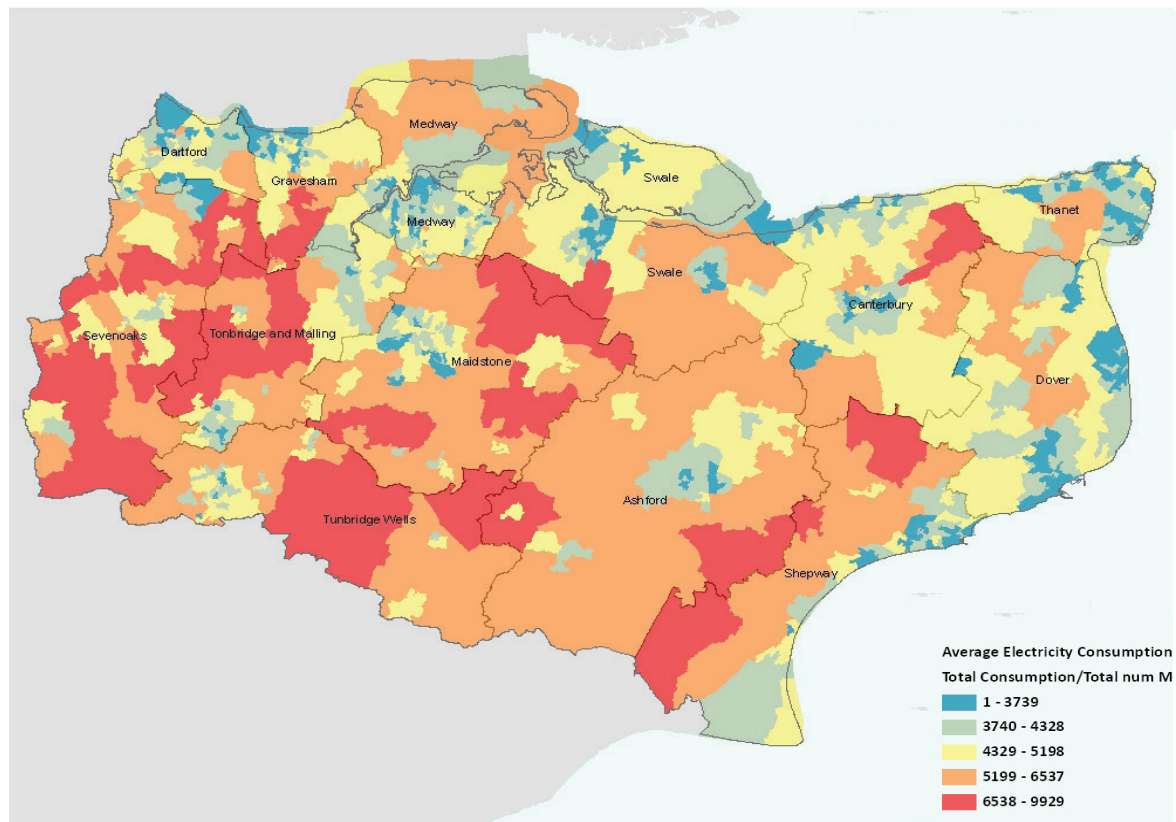 Medway
Dartford
Gravesham
Swale
Thanet
Medway
Swale
Canterbury
Sevenoaks
Tonbridge and Malling
Maidstone
Dover
Ashford
Tunbridge Wells
Shepway
Average Electricity Consumption
Total Consumption/Total num M
1 - 3739
3740 - 4328
4329 - 5198
5199 - 6537
6538 - 9929